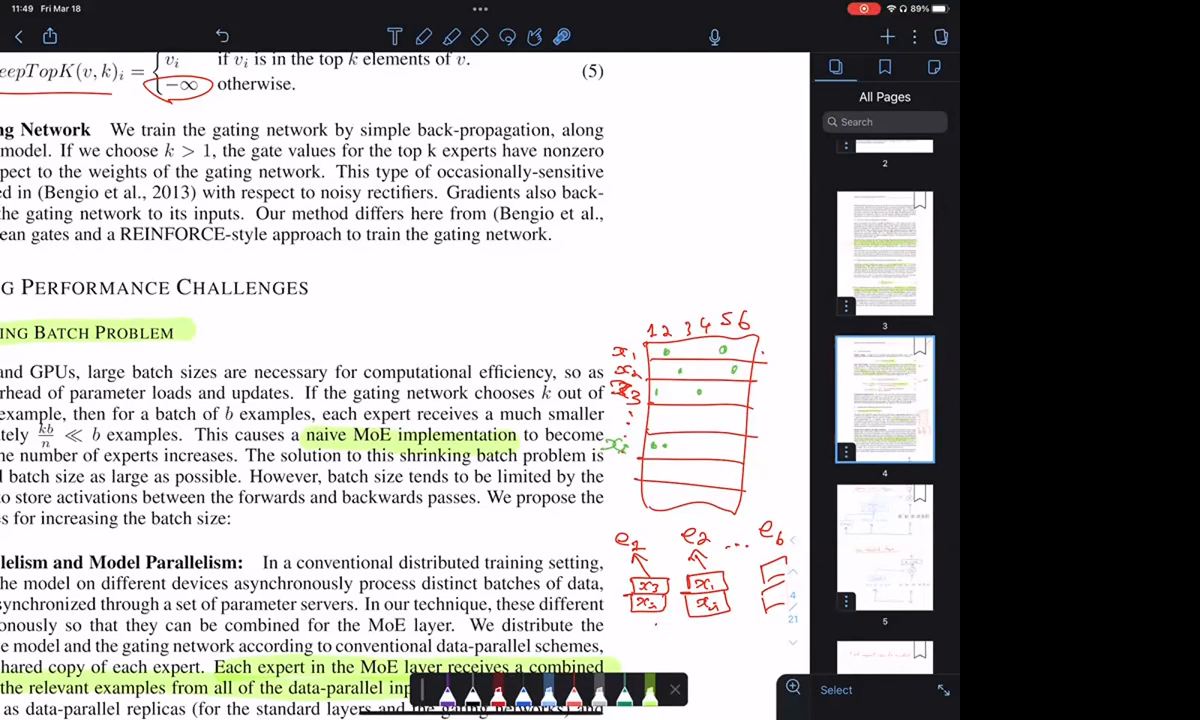 11:49 Fri Mar 18
89%
eepTopK(v, k)i = { vi if vi is in the top k elements of v.
−∞ otherwise. (5)
ng Network We train the gating network by simple back-propagation, along
model. If we choose k > 1, the gate values for the top k experts have nonzero
pect to the weights of the gating network. This type of occasionally-sensitive
ed in (Bengio et al., 2013) with respect to noisy rectifiers. Gradients also back-
the gating network to its inputs. Our method differs here from (Bengio et al.,
ean gates and a REINFORCE-style approach to train the gating network.
G PERFORMANCE CHALLENGES
ING BATCH PROBLEM
and GPUs, large batch sizes are necessary for computational efficiency, so as
erhead of parameter loads and updates. If the gating network chooses k out of
example, then for a batch of b examples, each expert receives a much smaller
ately kb/n ≪ b examples. This causes a naive MoE implementation to become
he number of experts increases. The solution to this shrinking batch problem is
l batch size as large as possible. However, batch size tends to be limited by the
to store activations between the forwards and backwards passes. We propose the
es for increasing the batch size:
llelism and Model Parallelism: In a conventional distributed training setting,
the model on different devices asynchronously process distinct batches of data,
synchronized through a set of parameter servers. In our technique, these different
onously so that they can be combined for the MoE layer. We distribute the
e model and the gating network according to conventional data-parallel schemes,
shared copy of each expert. Each expert in the MoE layer receives a combined
the relevant examples from all of the data-parallel inp
as data-parallel replicas (for the standard layers and the gating networks) and
1 2 3 4 5 6
x1
x2
x3
e2 ... e6
x3 x1
4
/
21
All Pages
Search
2
3
4
5
Select